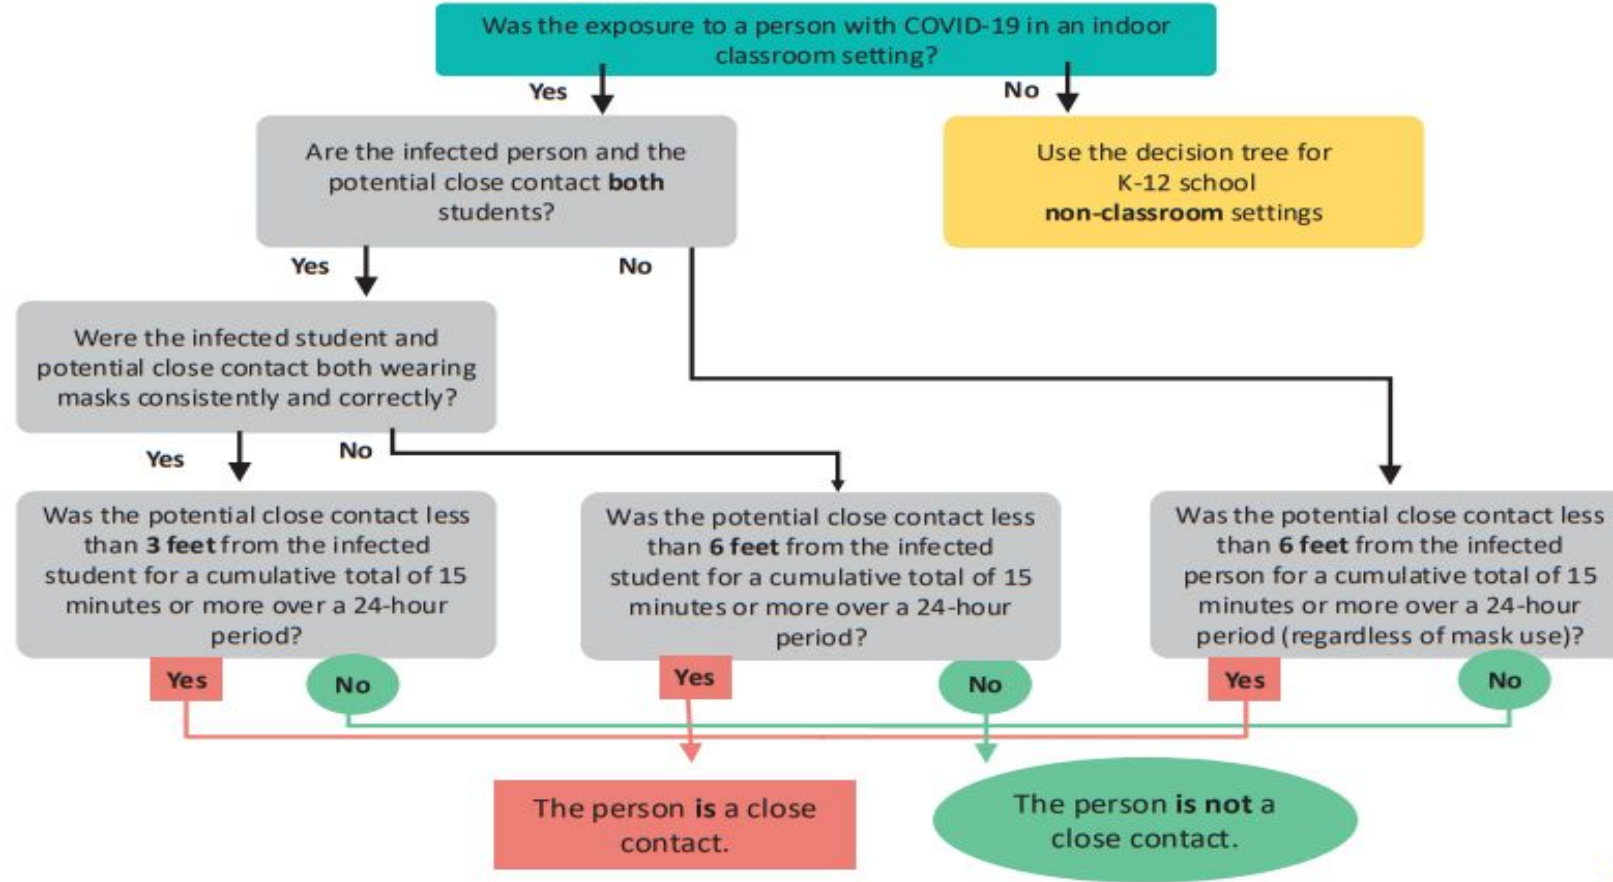 Was the exposure to a person with COVID-19 in an indoor
classroom setting?
Yes
No
Are the infected person and the
potential close contact both
students?
Use the decision tree for
K-12 school
non-classroom settings
Yes
No
Were the infected student and
potential close contact both wearing
masks consistently and correctly?
Yes
No
Was the potential close contact less
than 3 feet from the infected
student for a cumulative total of 15
minutes or more over a 24-hour
period?
Was the potential close contact less
than 6 feet from the infected
student for a cumulative total of 15
minutes or more over a 24-hour
period?
Was the potential close contact less
than 6 feet from the infected
person for a cumulative total of 15
minutes or more over a 24-hour
period (regardless of mask use)?
Yes
No
Yes
No
Yes
No
The person is a close
contact.
The person is not a
close contact.